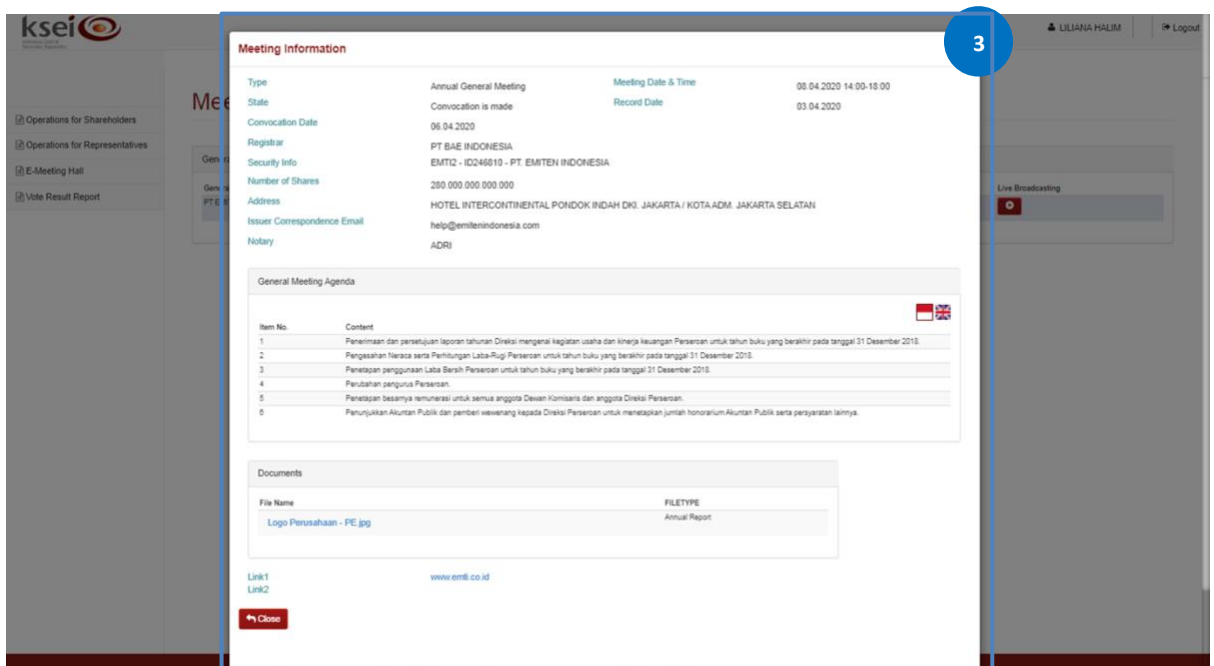 ksei
LILIANA HALIM
Logout
3
Meeting Information
Type
Annual General Meeting
Meeting Date & Time
08.04.2020 14:00-18:00
State
Convocation is made
Record Date
03.04.2020
Convocation Date
06.04.2020
Registrar
PT BAE INDONESIA
Security Info
EMTI2 - ID246810 - PT. EMITEN INDONESIA
Number of Shares
280.000.000.000.000
Address
HOTEL INTERCONTINENTAL PONDOK INDAH DKI. JAKARTA / KOTA ADM. JAKARTA SELATAN
Issuer Correspondence Email
help@emitenindonesia.com
Notary
ADRI
Operations for Shareholders
Operations for Representatives
E-Meeting Hall
Vote Result Report
Live Broadcasting
General Meeting Agenda
Item No. Content
1 Penerimaan dan persetujuan laporan tahunan Direksi mengenai kegiatan usaha dan kinerja keuangan Perseroan untuk tahun buku yang berakhir pada tanggal 31 Desember 2018.
2 Pengesahan Neraca serta Perhitungan Laba-Rugi Perseroan untuk tahun buku yang berakhir pada tanggal 31 Desember 2018.
3 Penetapan penggunaan Laba Bersih Perseroan untuk tahun buku yang berakhir pada tanggal 31 Desember 2018.
4 Perubahan pengurus Perseroan.
5 Penetapan besarnya remunerasi untuk semua anggota Dewan Komisaris dan anggota Direksi Perseroan.
6 Penunjukkan Akuntan Publik dan pemberi wewenang kepada Direksi Perseroan untuk menetapkan jumlah honorarium Akuntan Publik serta persyaratan lainnya.
Documents
File Name FILETYPE
Logo Perusahaan - PE.jpg Annual Report
Link1 www.emti.co.id
Link2
Close